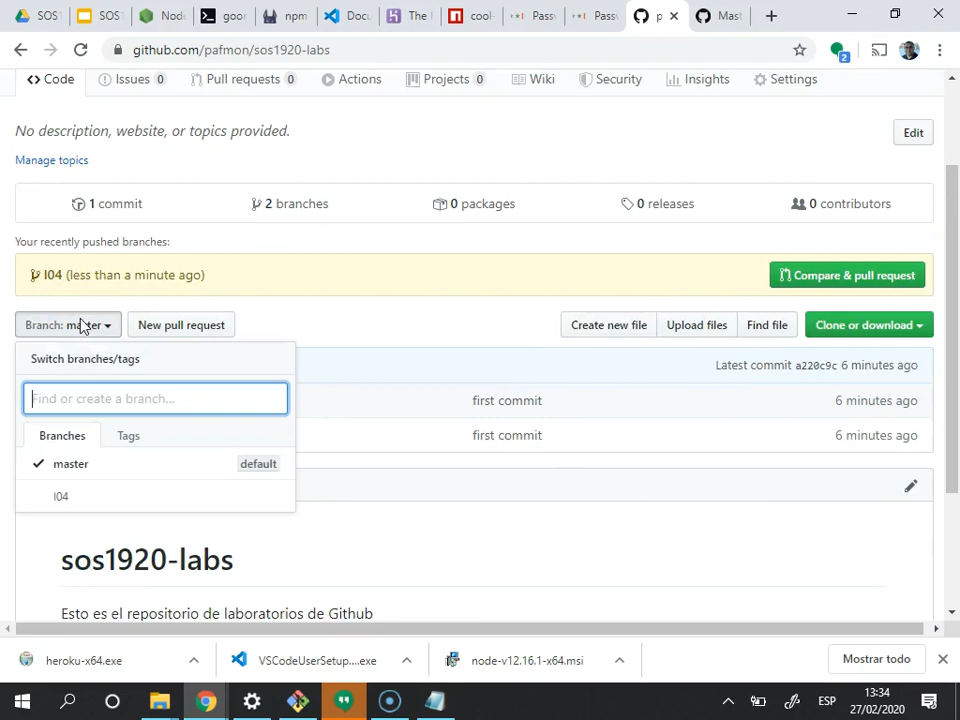 SOS SOS Node goor npm Docu The cool- Passv Passv p Mast
github.com/pafmon/sos1920-labs
2
Code Issues 0 Pull requests 0 Actions Projects 0 Wiki Security Insights Settings
No description, website, or topics provided.
Edit
Manage topics
1 commit 2 branches 0 packages 0 releases 0 contributors
Your recently pushed branches:
l04 (less than a minute ago) Compare & pull request
Branch: master New pull request Create new file Upload files Find file Clone or download
Switch branches/tags
Latest commit a220c9c 6 minutes ago
Find or create a branch...
first commit 6 minutes ago
Branches Tags
first commit 6 minutes ago
master default
l04
sos1920-labs
Esto es el repositorio de laboratorios de Github
heroku-x64.exe VSCodeUserSetup....exe node-v12.16.1-x64.msi Mostrar todo
ESP
13:34
27/02/2020